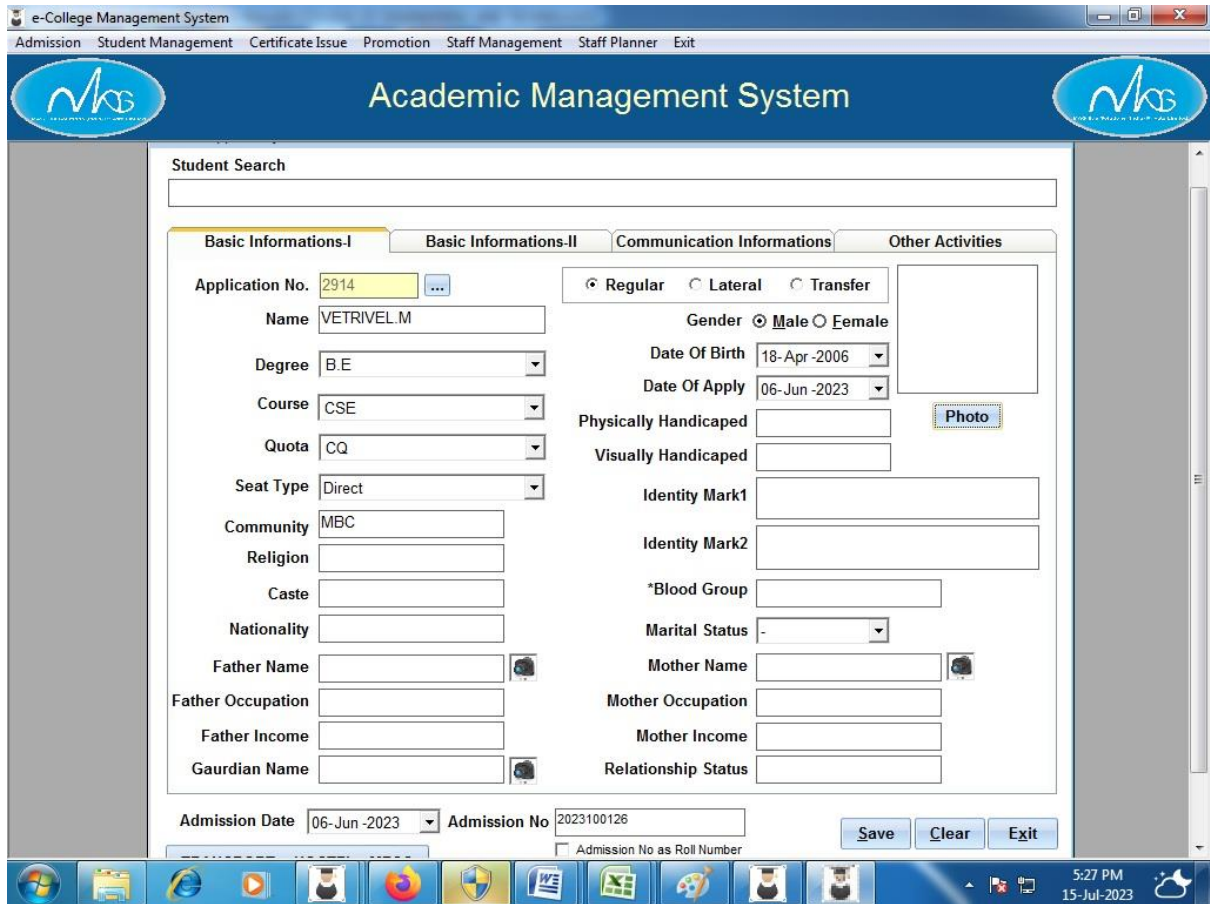 e-College Management System
Admission Student Management Certificate Issue Promotion Staff Management Staff Planner Exit
Academic Management System
Student Search
Basic Informations-I Basic Informations-II Communication Informations Other Activities
Application No. 2914 ... Regular Lateral Transfer
Name VETRIVEL.M Gender Male Female
Degree B.E Date Of Birth 18-Apr -2006
Date Of Apply 06-Jun -2023
Course CSE Physically Handicaped Photo
Quota CQ Visually Handicaped
Seat Type Direct Identity Mark1
Community MBC Identity Mark2
Religion
Caste *Blood Group
Nationality Marital Status -
Father Name Mother Name
Father Occupation Mother Occupation
Father Income Mother Income
Gaurdian Name Relationship Status
Admission Date 06-Jun -2023 Admission No 2023100126 Save Clear Exit
Admission No as Roll Number
5:27 PM
15-Jul-2023